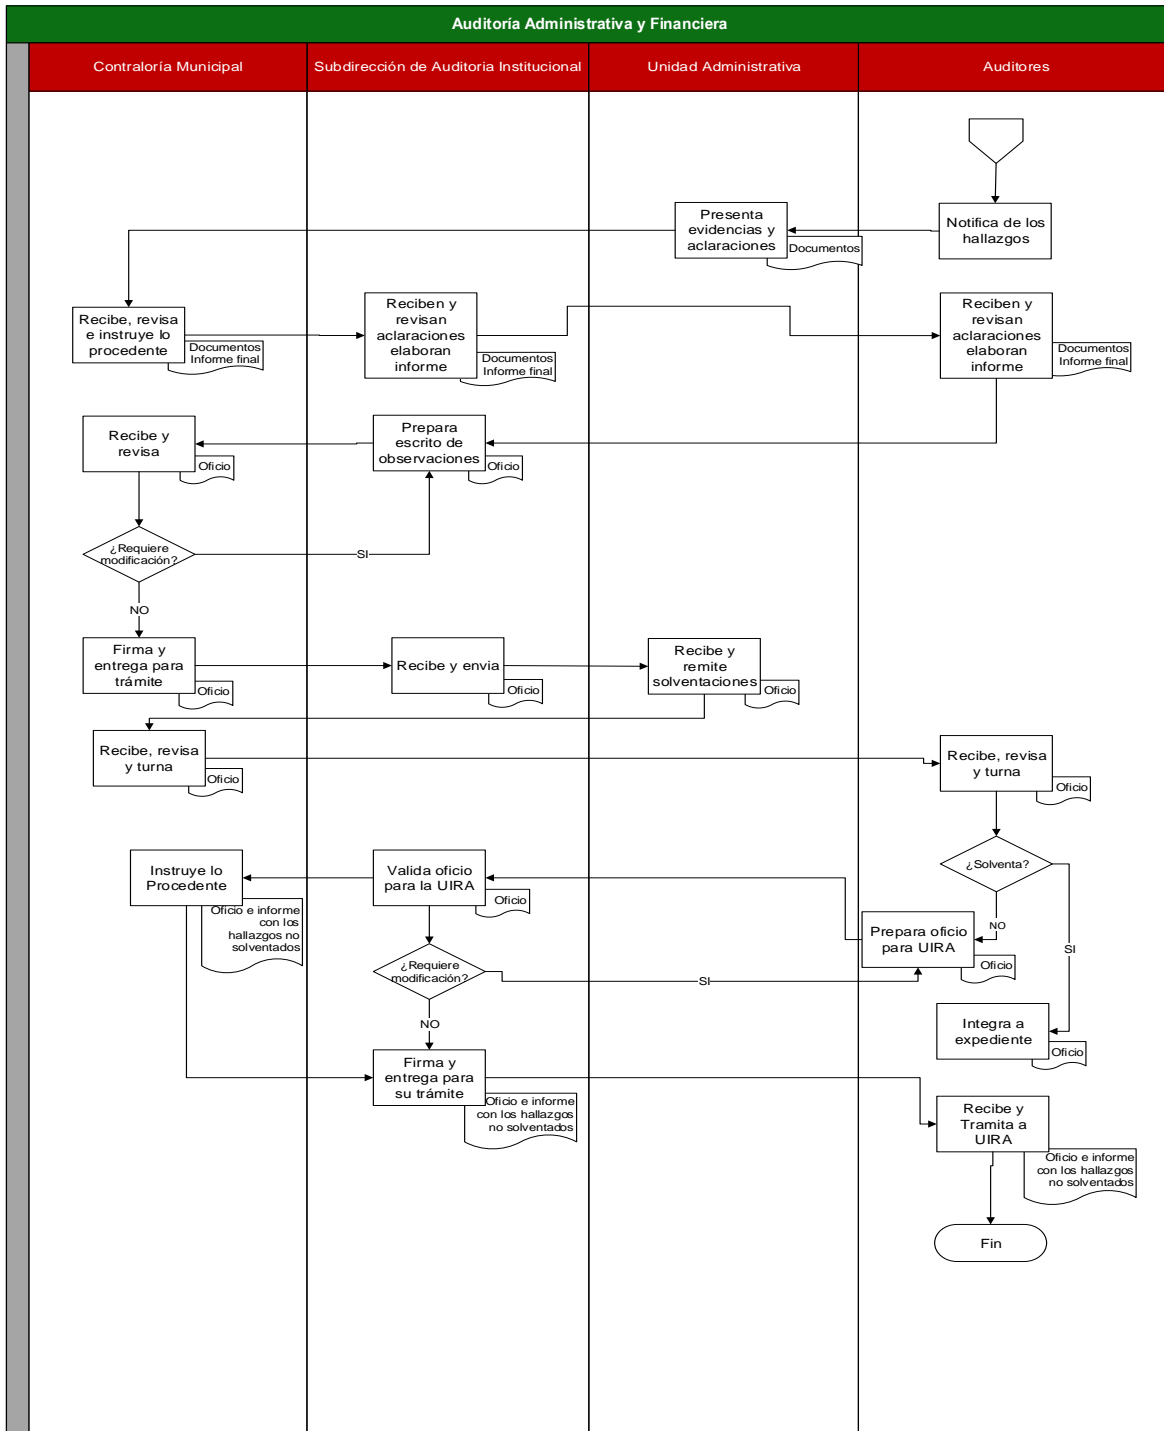 Auditoría Administrativa y Financiera
Contraloría Municipal
Subdirección de Auditoria Institucional
Unidad Administrativa
Auditores
Notifica de los
hallazgos
Presenta
evidencias y
aclaraciones
Documentos
Recibe, revisa
e instruye lo
procedente
Documentos
Informe final
Reciben y
revisan
aclaraciones
elaboran
informe
Documentos
Informe final
Reciben y
revisan
aclaraciones
elaboran
informe
Documentos
Informe final
Prepara
escrito de
observaciones
Oficio
Recibe y
revisa
Oficio
¿Requiere
modificación?
SI
NO
Firma y
entrega para
trámite
Oficio
Recibe y envia
Oficio
Recibe y
remite
solventaciones
Oficio
Recibe, revisa
y turna
Oficio
Recibe, revisa
y turna
Oficio
¿Solventa?
NO
SI
Prepara oficio
para UIRA
Oficio
Valida oficio
para la UIRA
Oficio
Instruye lo
Procedente
Oficio e informe
con los
hallazgos no
solventados
¿Requiere
modificación?
SI
NO
Integra a
expediente
Oficio
Firma y
entrega para
su trámite
Oficio e informe
con los hallazgos
no solventados
Recibe y
Tramita a
UIRA
Oficio e informe
con los hallazgos
no solventados
Fin